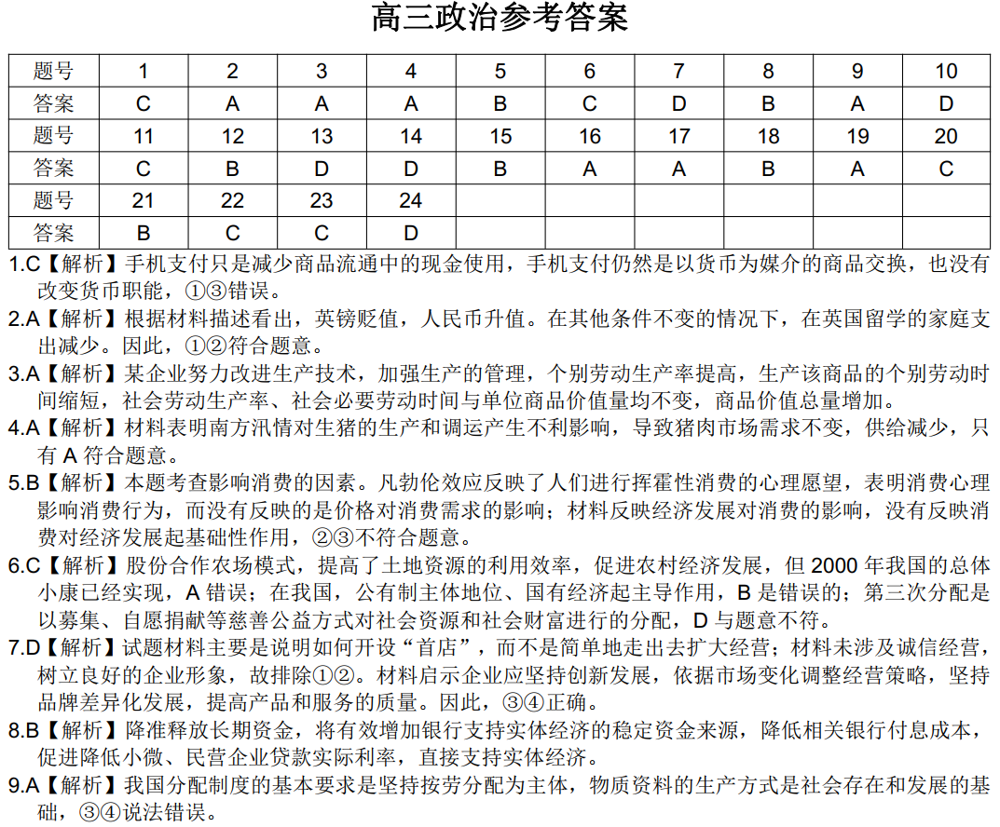 高三政治参考答案
题号 1 2 3 4 5 6 7 8 9 10
答案 C A A A B C D B A D
题号 11 12 13 14 15 16 17 18 19 20
答案 C B D D B A A B A C
题号 21 22 23 24
答案 B C C D
1.C【解析】手机支付只是减少商品流通中的现金使用，手机支付仍然是以货币为媒介的商品交换，也没有
改变货币职能，①③错误。
2.A【解析】根据材料描述看出，英镑贬值，人民币升值。在其他条件不变的情况下，在英国留学的家庭支
出减少。因此，①②符合题意。
3.A【解析】某企业努力改进生产技术，加强生产的管理，个别劳动生产率提高，生产该商品的个别劳动时
间缩短，社会劳动生产率、社会必要劳动时间与单位商品价值量均不变，商品价值总量增加。
4.A【解析】材料表明南方汛情对生猪的生产和调运产生不利影响，导致猪肉市场需求不变，供给减少，只
有 A 符合题意。
5.B【解析】本题考查影响消费的因素。凡勃伦效应反映了人们进行挥霍性消费的心理愿望，表明消费心理
影响消费行为，而没有反映的是价格对消费需求的影响；材料反映经济发展对消费的影响，没有反映消
费对经济发展起基础性作用，②③不符合题意。
6.C【解析】股份合作农场模式，提高了土地资源的利用效率，促进农村经济发展，但 2000 年我国的总体
小康已经实现，A 错误；在我国，公有制主体地位、国有经济起主导作用，B 是错误的；第三次分配是
以募集、自愿捐献等慈善公益方式对社会资源和社会财富进行的分配，D 与题意不符。
7.D【解析】试题材料主要是说明如何开设“首店”，而不是简单地走出去扩大经营；材料未涉及诚信经营，
树立良好的企业形象，故排除①②。材料启示企业应坚持创新发展，依据市场变化调整经营策略，坚持
品牌差异化发展，提高产品和服务的质量。因此，③④正确。
8.B【解析】降准释放长期资金，将有效增加银行支持实体经济的稳定资金来源，降低相关银行付息成本，
促进降低小微、民营企业贷款实际利率，直接支持实体经济。
9.A【解析】我国分配制度的基本要求是坚持按劳分配为主体，物质资料的生产方式是社会存在和发展的基
础，③④说法错误。